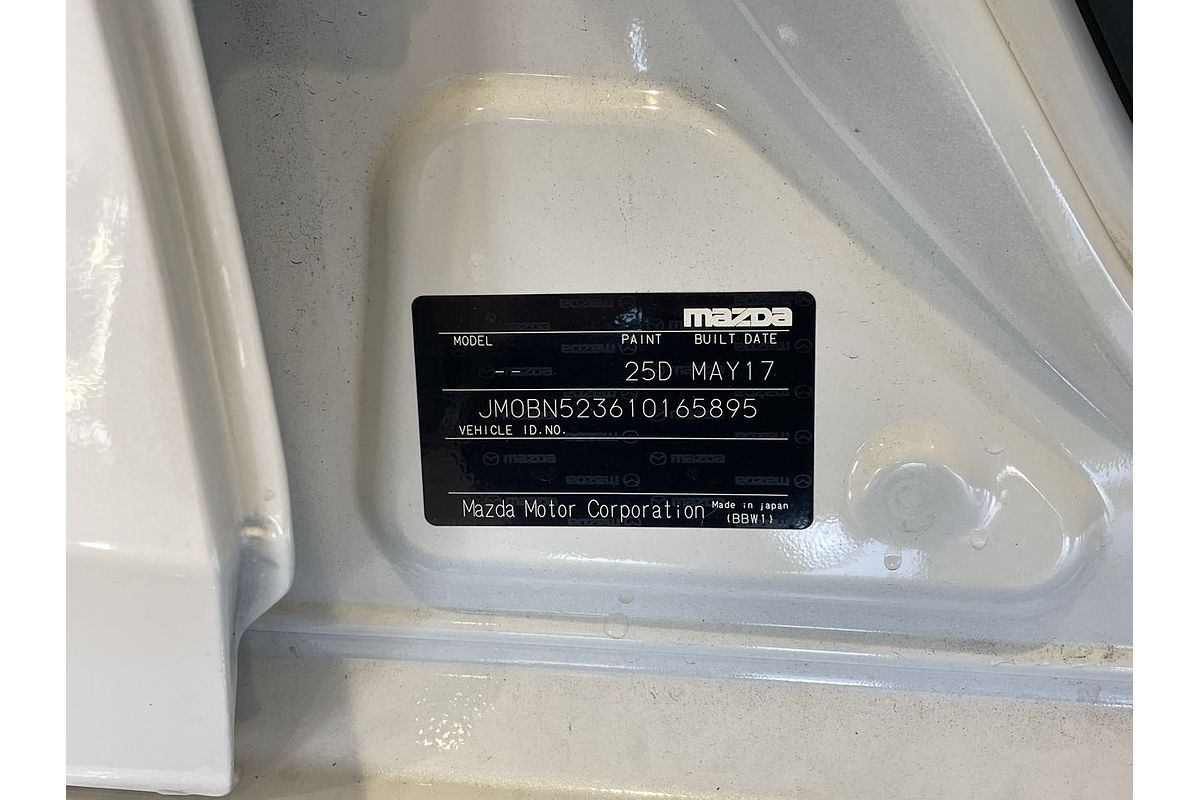 mazda
MODEL PAINT BUILT DATE
-- 25D MAY17
JM0BN523610165895
VEHICLE ID.NO.
Mazda Motor Corporation Made in japan
(BBW1)